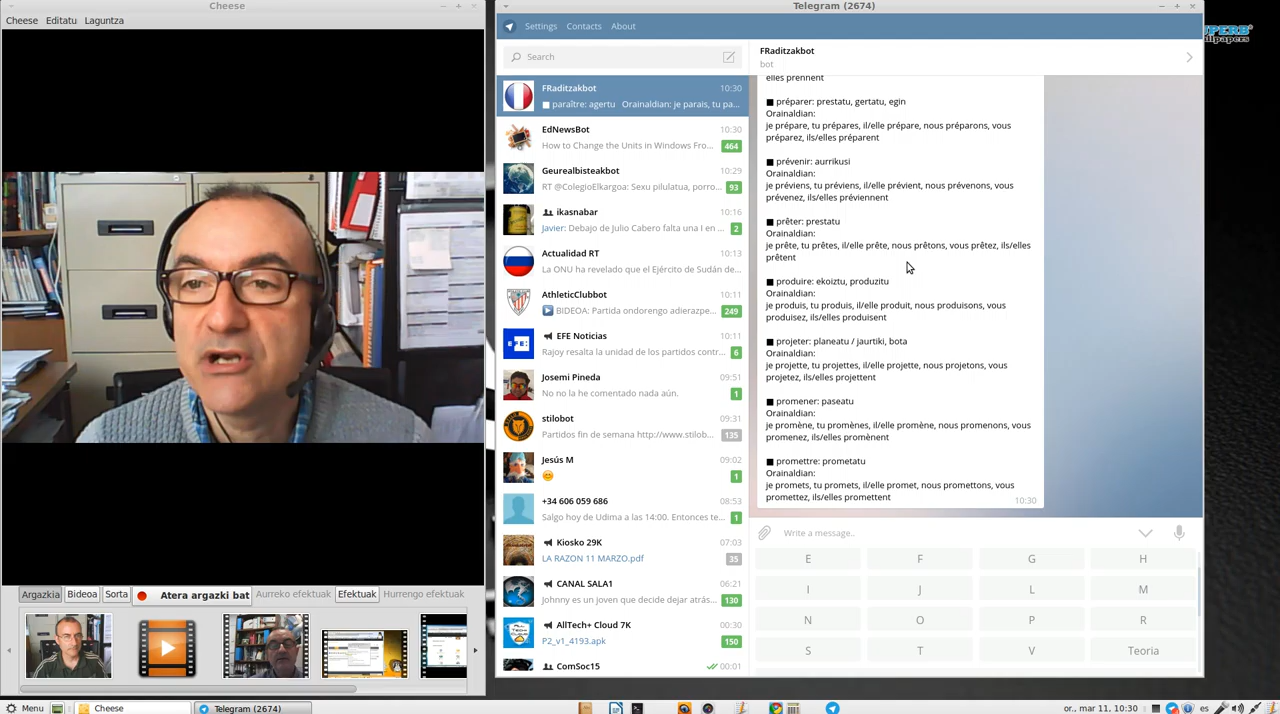 Cheese
Cheese Editatu Laguntza
Argazkia Bideoa Sorta Atera argazki bat Aurreko efektuak Efektuak Hurrengo efektuak
Telegram (2674)
Settings Contacts About
Search
FRaditzakbot 10:30
■ paraître: agertu Orainaldian: je parais, tu pa...
EdNewsBot 10:30
How to Change the Units in Windows Fro... 464
Geurealbisteakbot 10:29
RT @ColegioElkargoa: Sexu pilulatua, porro... 93
ikasnabar 10:16
Javier: Debajo de Julio Cabero falta una I en ... 2
Actualidad RT 10:13
La ONU ha revelado que el Ejército de Sudán de...
AthleticClubbot 10:11
BIDEOA: Partida ondorengo adierazpe... 249
EFE:
EFE Noticias 10:11
Rajoy resalta la unidad de los partidos contr... 6
Josemi Pineda 09:51
No no la he comentado nada aún. 1
stilobot 09:31
Partidos fin de semana http://www.stilob... 135
Jesús M 09:02
1
+34 606 059 686 08:53
Salgo hoy de Udima a las 14:00. Entonces te... 1
Kiosko 29K 07:03
LA RAZON 11 MARZO.pdf 35
CANAL SALA1 06:21
Johnny es un joven que decide dejar atrás... 130
AllTech+ Cloud 7K 00:30
P2_v1_4193.apk 150
ComSoc15 00:01
FRaditzakbot
bot
elles prennent
■ préparer: prestatu, gertatu, egin
Orainaldian:
je prépare, tu prépares, il/elle prépare, nous préparons, vous
préparez, ils/elles préparent
■ prévenir: aurrikusi
Orainaldian:
je préviens, tu préviens, il/elle prévient, nous prévenons, vous
prévenez, ils/elles préviennent
■ prêter: prestatu
Orainaldian:
je prête, tu prêtes, il/elle prête, nous prêtons, vous prêtez, ils/elles
prêtent
■ produire: ekoiztu, produzitu
Orainaldian:
je produis, tu produis, il/elle produit, nous produisons, vous
produisez, ils/elles produisent
■ projeter: planeatu / jaurtiki, bota
Orainaldian:
je projette, tu projettes, il/elle projette, nous projetons, vous
projetez, ils/elles projettent
■ promener: paseatu
Orainaldian:
je promène, tu promènes, il/elle promène, nous promenons, vous
promenez, ils/elles promènent
■ promettre: prometatu
Orainaldian:
je promets, tu promets, il/elle promet, nous promettons, vous
promettez, ils/elles promettent
10:30
Write a message..
E F G H
I J L M
N O P R
S T V Teoria
Menu Cheese Telegram (2674) es or., mar 11, 10:30